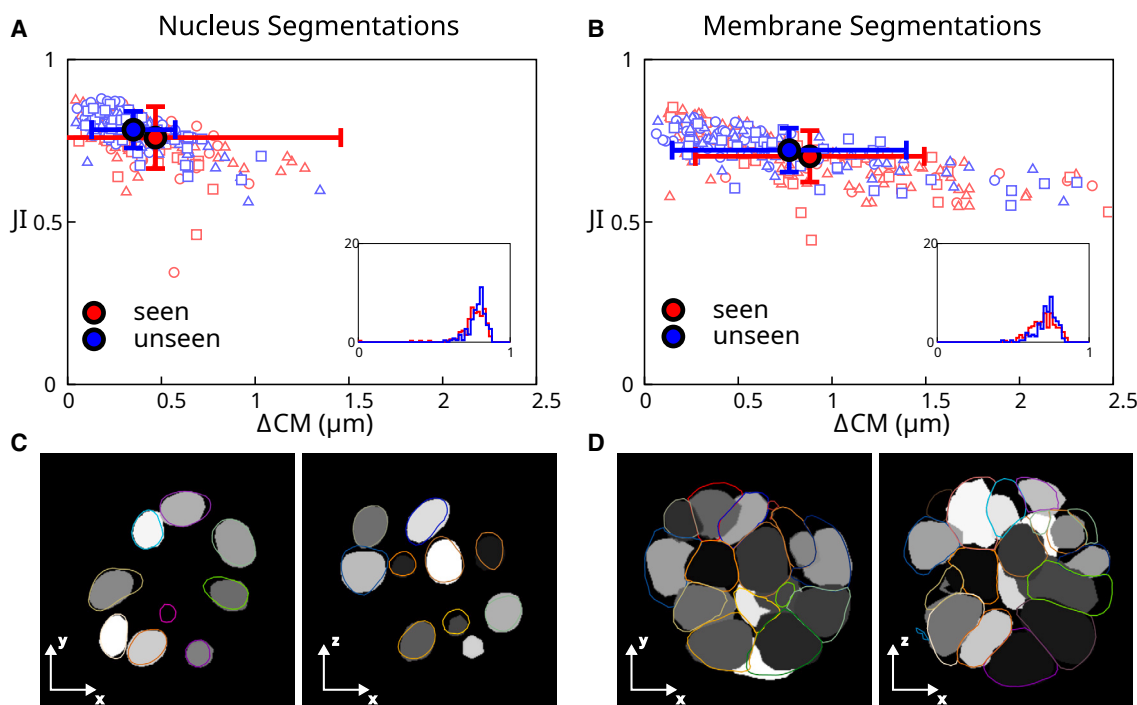 A Nucleus Segmentations
1
JI 0.5
0
0 0.5 1 1.5 2 2.5
ΔCM (μm)
seen
unseen
20
0
0 1
B Membrane Segmentations
1
JI 0.5
0
0 0.5 1 1.5 2 2.5
ΔCM (μm)
seen
unseen
20
0
0 1
C
y
x
z
x
D
y
x
z
x